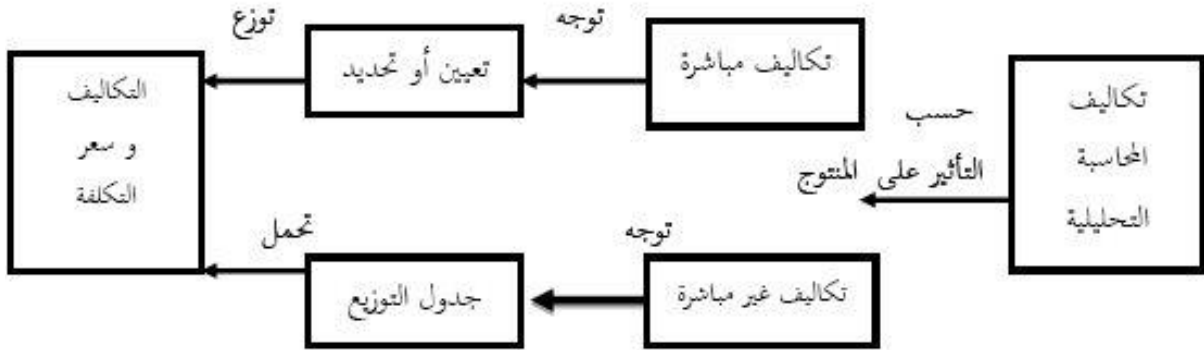 تكاليف
المحاسبة
التحليلية
حسب
التأثير على المنتوج
تكاليف مباشرة
توجه
تعيين أو تحديد
توزع
تكاليف غير مباشرة
توجه
جدول التوزيع
تحمل
التكاليف
و سعر
التكلفة